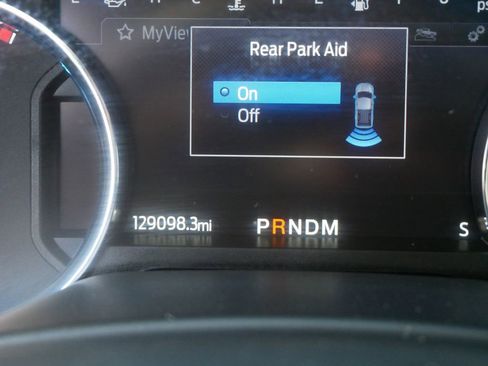 MyView
Rear Park Aid
On
Off
129098.3mi
PRNDM
S